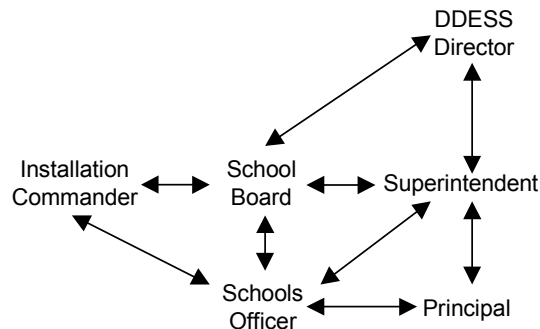 DDESS
Director
Installation
Commander
School
Board
Superintendent
Schools
Officer
Principal